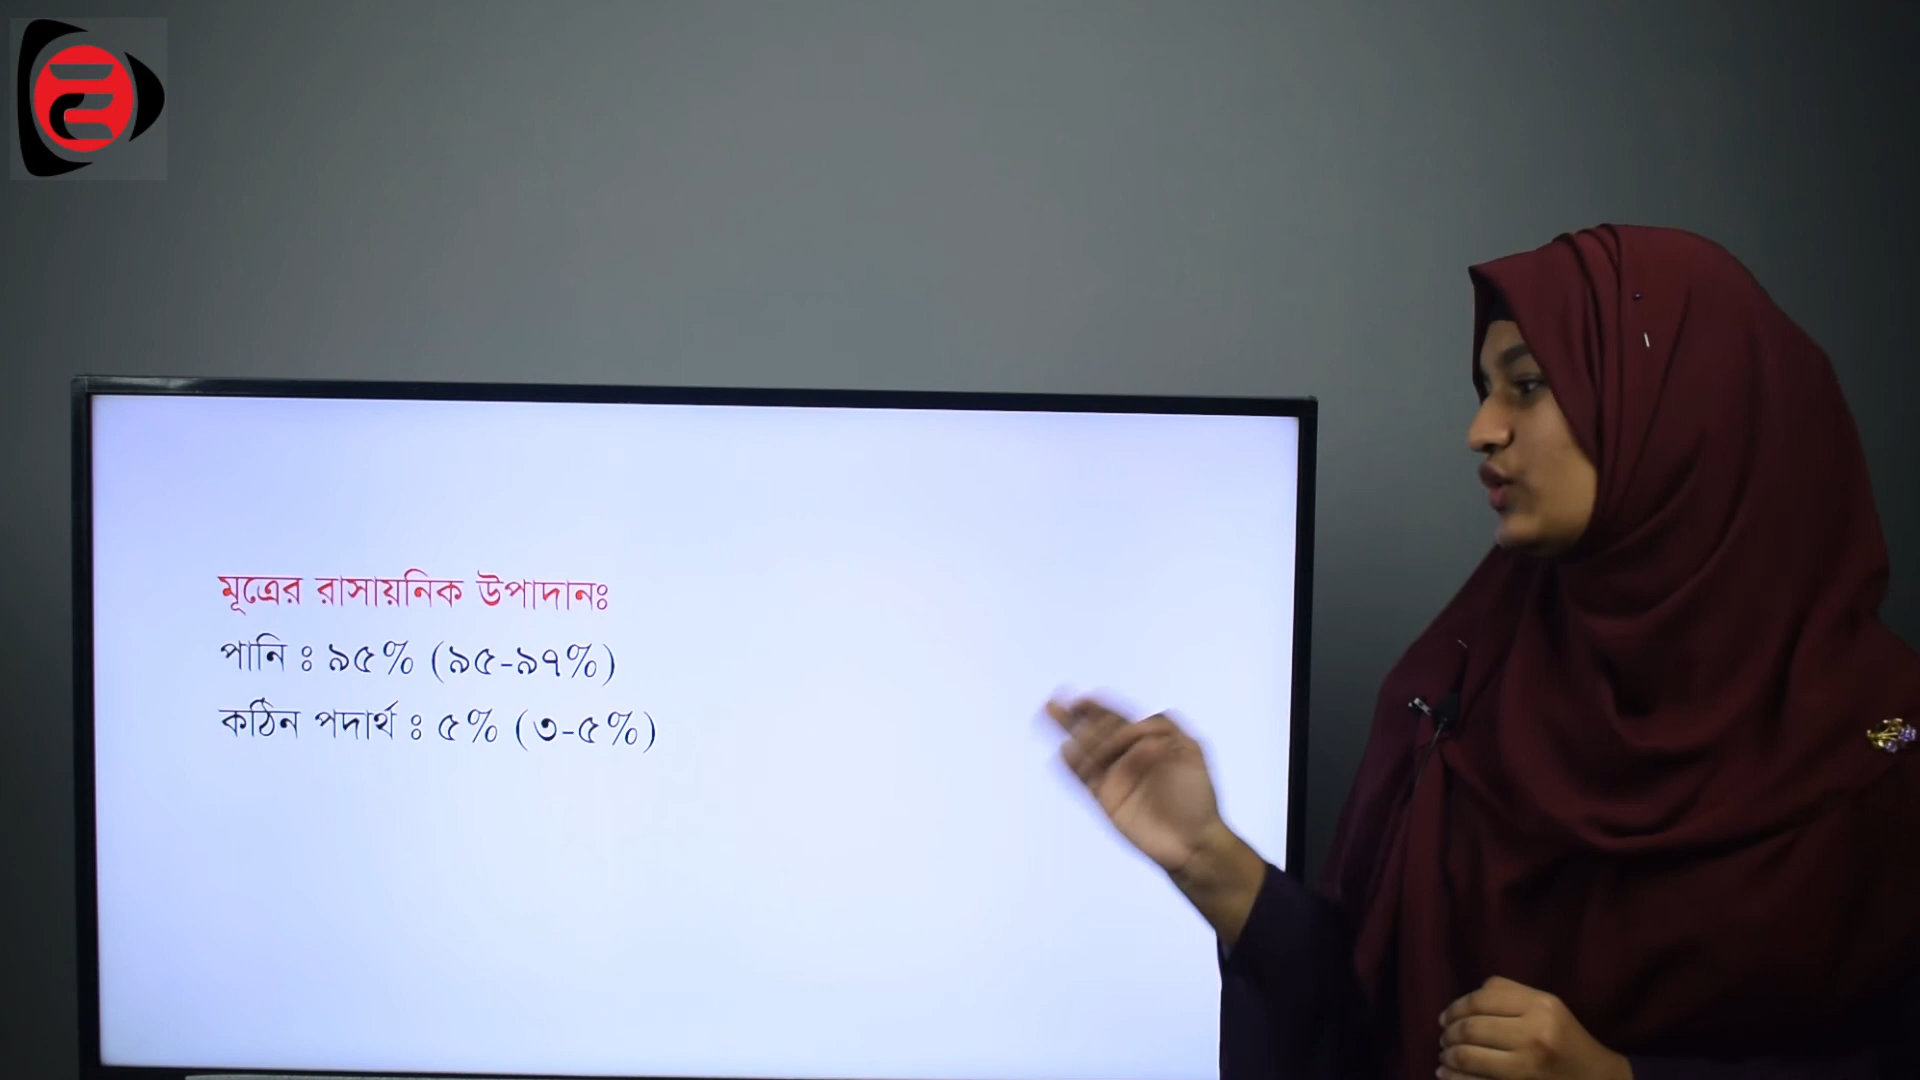 মূত্রের রাসায়নিক উপাদানঃ
পানি ঃ ৯৫% (৯৫-৯৭%)
কঠিন পদার্থ ঃ ৫% (৩-৫%)